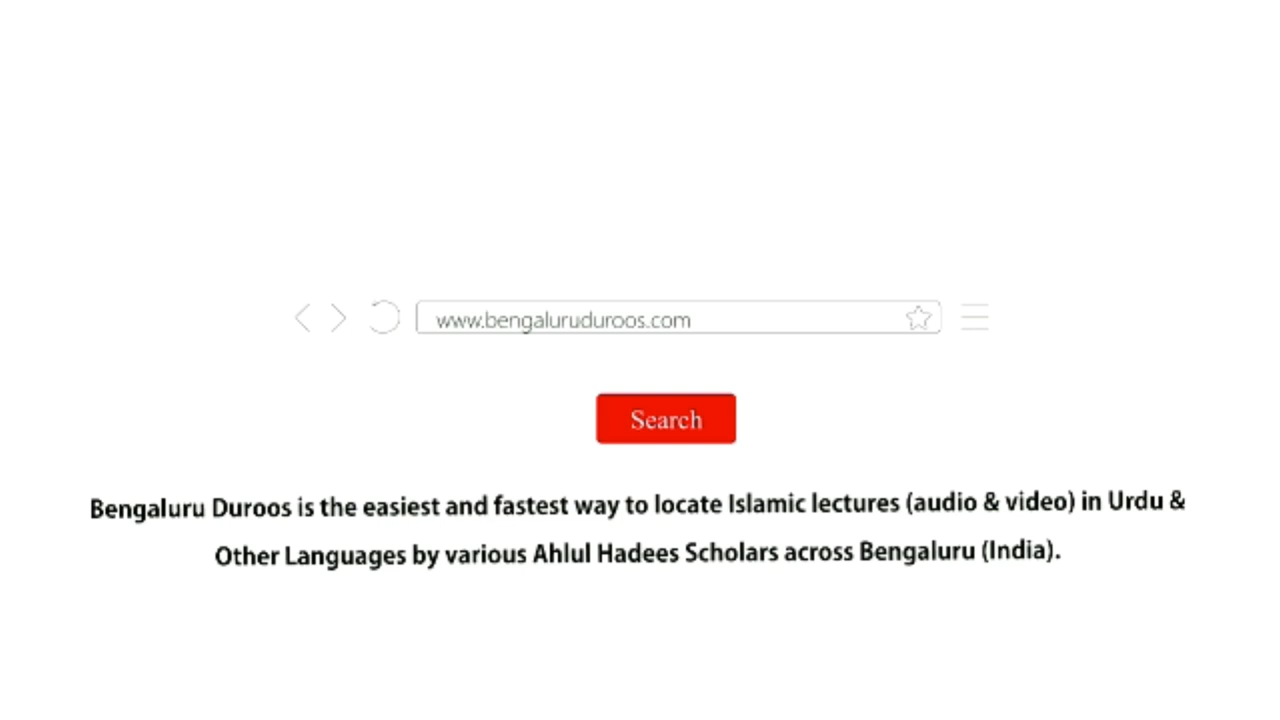 www.bengaluruduroos.com
Search
Bengaluru Duroos is the easiest and fastest way to locate Islamic lectures (audio & video) in Urdu &
Other Languages by various Ahlul Hadees Scholars across Bengaluru (India).